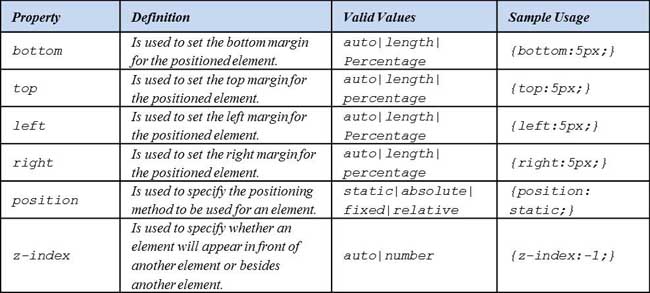 Property Definition Valid Values Sample Usage
bottom Is used to set the bottom margin for the positioned element. auto|length|Percentage {bottom:5px;}
top Is used to set the top margin for the positioned element. auto|length|percentage {top:5px;}
left Is used to set the left margin for the positioned element. auto|length|Percentage {left:5px;}
right Is used to set the right margin for the positioned element. auto|length|percentage {right:5px;}
position Is used to specify the positioning method to be used for an element. static|absolute|fixed|relative {position: static;}
z-index Is used to specify whether an element will appear in front of another element or besides another element. auto|number {z-index:-1;}